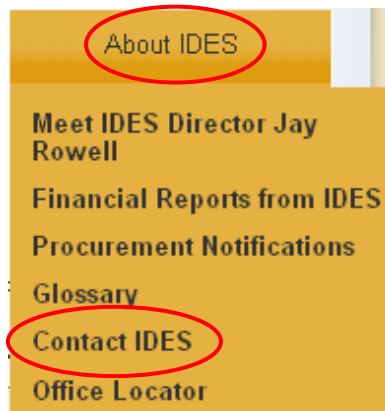 About IDES
Meet IDES Director Jay
Rowell
Financial Reports from IDES
Procurement Notifications
Glossary
Contact IDES
Office Locator